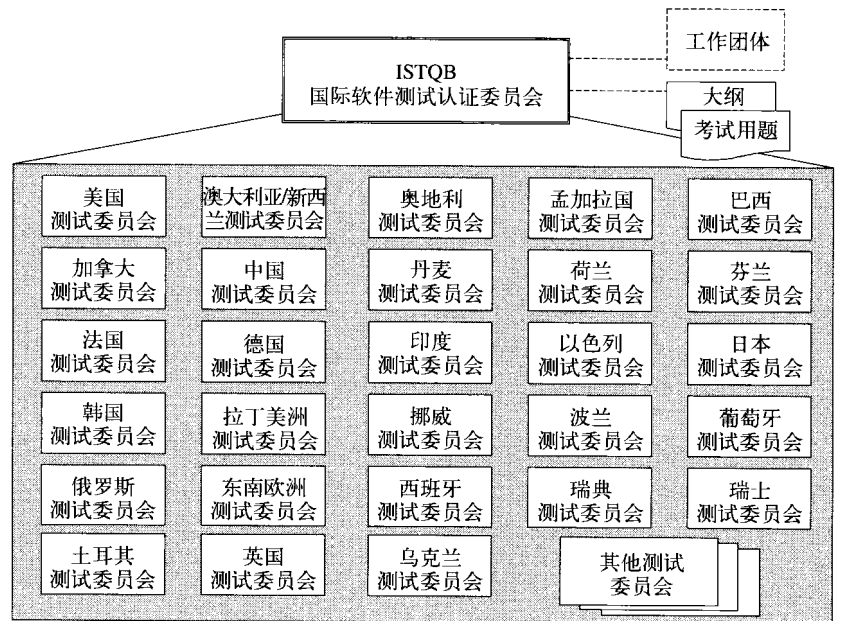 工作团体
ISTQB
国际软件测试认证委员会
大纲
考试用题
美国
测试委员会
澳大利亚/新西
兰测试委员会
奥地利
测试委员会
孟加拉国
测试委员会
巴西
测试委员会
加拿大
测试委员会
中国
测试委员会
丹麦
测试委员会
荷兰
测试委员会
芬兰
测试委员会
法国
测试委员会
德国
测试委员会
印度
测试委员会
以色列
测试委员会
日本
测试委员会
韩国
测试委员会
拉丁美洲
测试委员会
挪威
测试委员会
波兰
测试委员会
葡萄牙
测试委员会
俄罗斯
测试委员会
东南欧洲
测试委员会
西班牙
测试委员会
瑞典
测试委员会
瑞士
测试委员会
土耳其
测试委员会
英国
测试委员会
乌克兰
测试委员会
其他测试
委员会